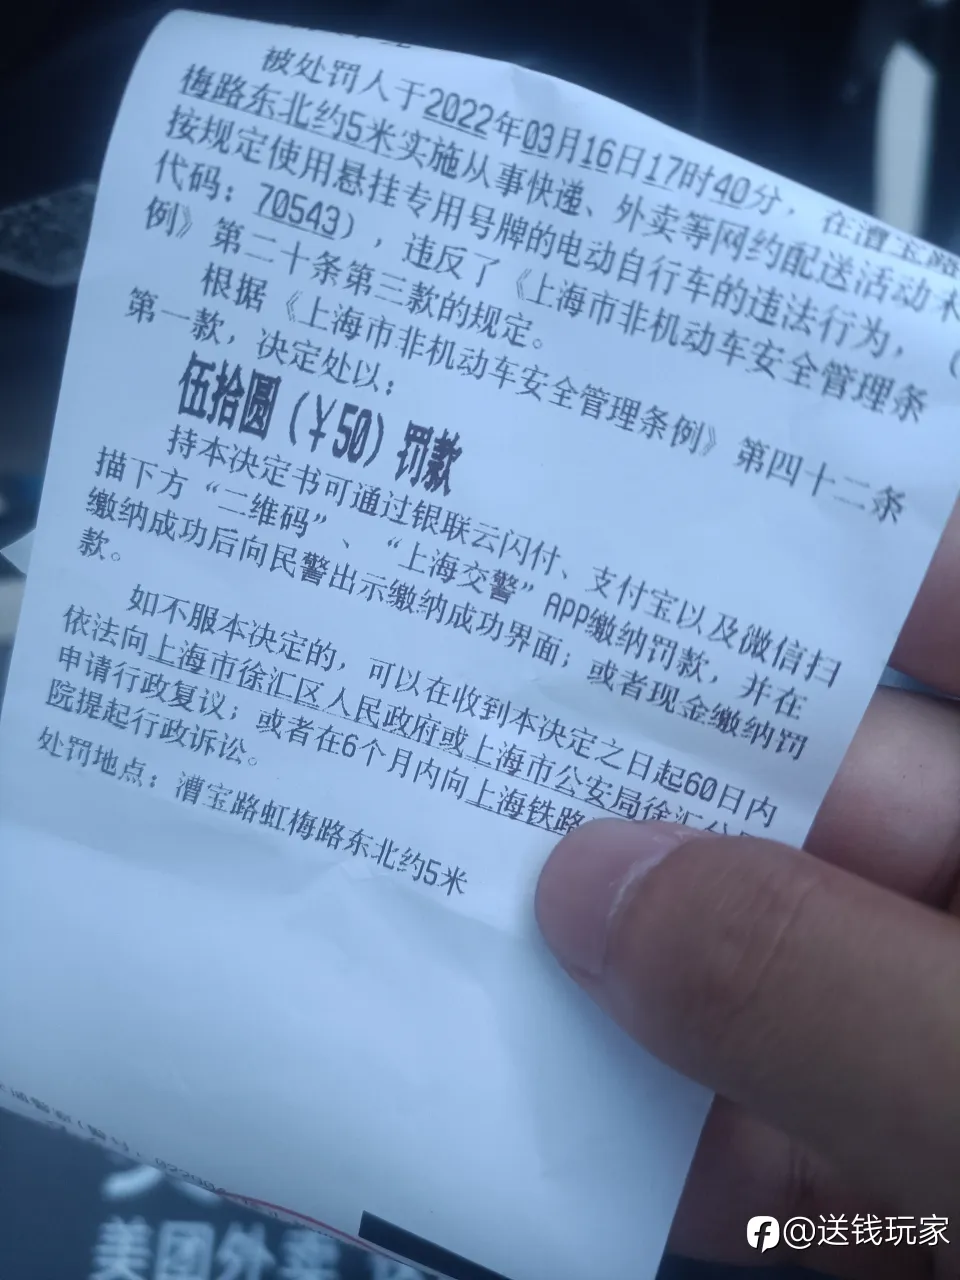 被处罚人于2022年03月16日17时40分，在漕宝路
梅路东北约5米实施从事快递、外卖等网约配送活动未
按规定使用悬挂专用号牌的电动自行车的违法行为，（
代码：70543），违反了《上海市非机动车安全管理条
例》第二十条第三款的规定。
根据《上海市非机动车安全管理条例》第四十二条
第一款，决定处以：
伍拾圆（￥50）罚款
持本决定书可通过银联云闪付、支付宝以及微信扫
描下方“二维码”、“上海交警”APP缴纳罚款，并在
缴纳成功后向民警出示缴纳成功界面；或者现金缴纳罚
款。
如不服本决定的，可以在收到本决定之日起60日内
依法向上海市徐汇区人民政府或上海市公安局徐汇分局
申请行政复议；或者在6个月内向上海铁路
院提起行政诉讼。
处罚地点：漕宝路虹梅路东北约5米
美团外卖
@送钱玩家